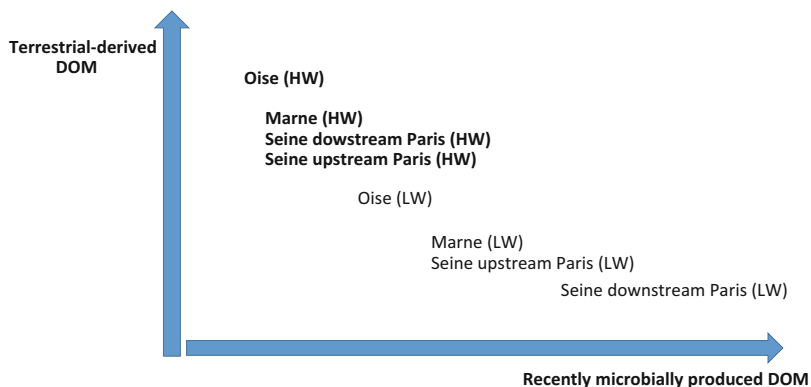 Terrestrial-derived
DOM
Oise (HW)
Marne (HW)
Seine dowstream Paris (HW)
Seine upstream Paris (HW)
Oise (LW)
Marne (LW)
Seine upstream Paris (LW)
Seine downstream Paris (LW)
Recently microbially produced DOM